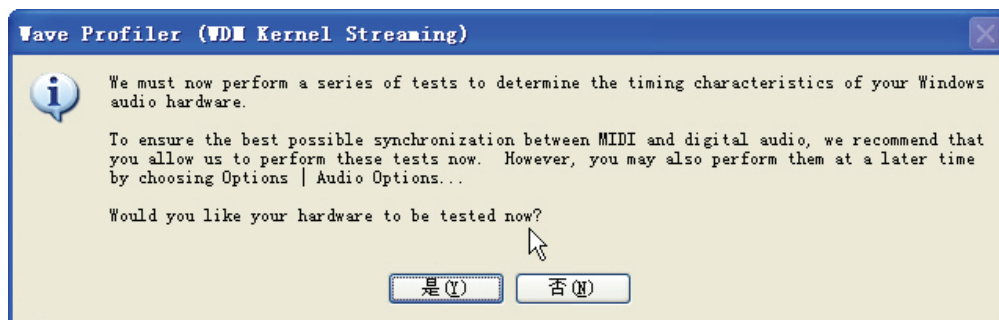 Wave Profiler (WDM Kernel Streaming)
We must now perform a series of tests to determine the timing characteristics of your Windows
audio hardware.
To ensure the best possible synchronization between MIDI and digital audio, we recommend that
you allow us to perform these tests now.  However, you may also perform them at a later time
by choosing Options | Audio Options...
Would you like your hardware to be tested now?
是(Y) 否(N)